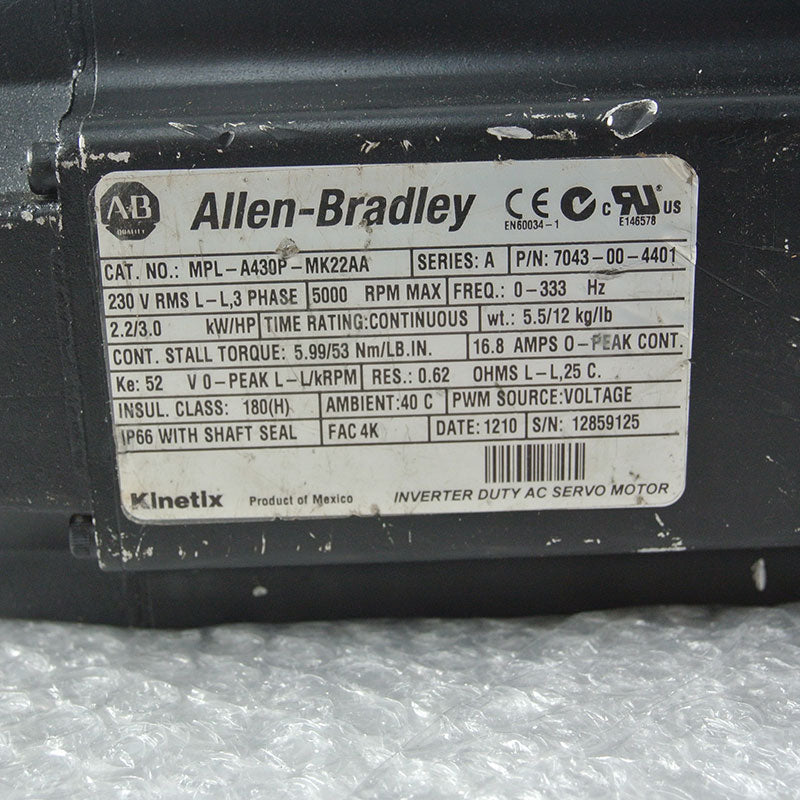 A-B QUALITY Allen-Bradley CE EN60034-1 c RU ® US E146578
CAT. NO.: MPL-A430P-MK22AA SERIES: A P/N: 7043-00-4401
230 V RMS L-L,3 PHASE 5000 RPM MAX FREQ.: 0-333 Hz
2.2/3.0 kW/HP TIME RATING:CONTINUOUS wt.: 5.5/12 kg/lb
CONT. STALL TORQUE: 5.99/53 Nm/LB.IN. 16.8 AMPS 0-PEAK CONT.
Ke: 52 V 0-PEAK L-L/kRPM RES.: 0.62 OHMS L-L,25 C.
INSUL. CLASS: 180(H) AMBIENT:40 C PWM SOURCE:VOLTAGE
IP66 WITH SHAFT SEAL FAC 4K DATE: 1210 S/N: 12859125
Kinetix Product of Mexico INVERTER DUTY AC SERVO MOTOR